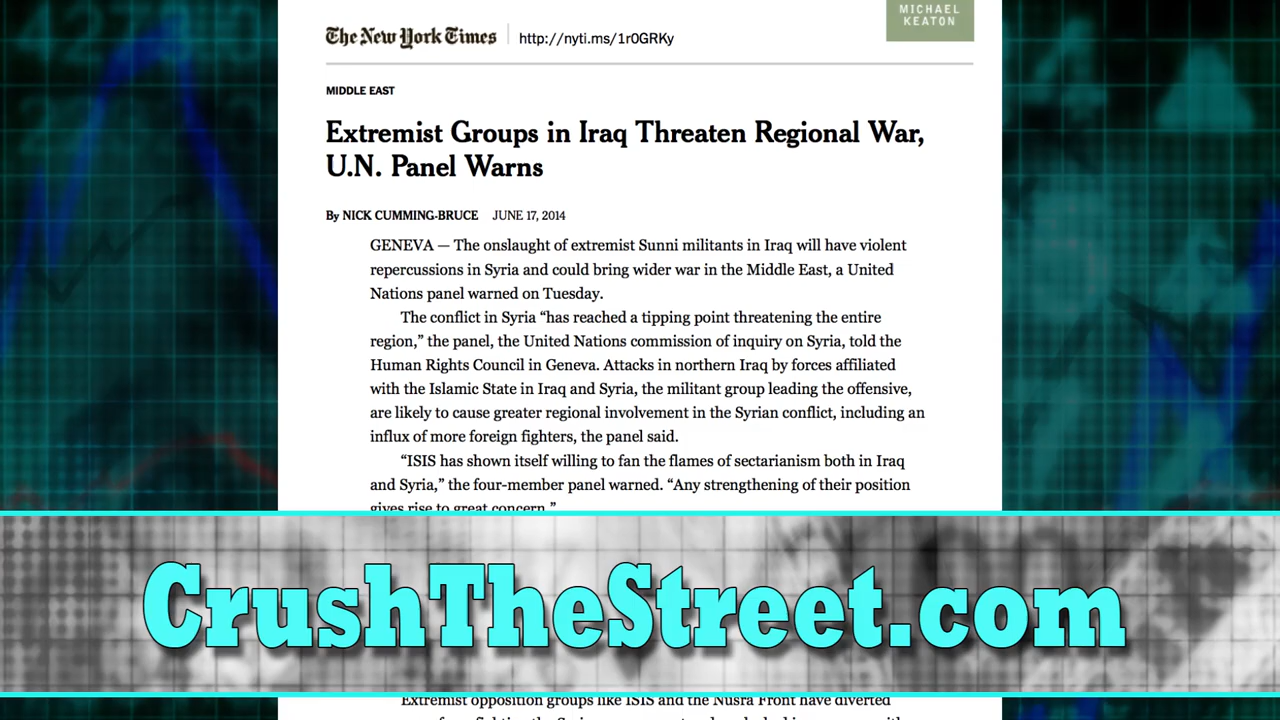 MICHAEL
KEATON
The New York Times http://nyti.ms/1r0GRKy
MIDDLE EAST
Extremist Groups in Iraq Threaten Regional War,
U.N. Panel Warns
By NICK CUMMING-BRUCE JUNE 17, 2014
GENEVA — The onslaught of extremist Sunni militants in Iraq will have violent
repercussions in Syria and could bring wider war in the Middle East, a United
Nations panel warned on Tuesday.
The conflict in Syria “has reached a tipping point threatening the entire
region,” the panel, the United Nations commission of inquiry on Syria, told the
Human Rights Council in Geneva. Attacks in northern Iraq by forces affiliated
with the Islamic State in Iraq and Syria, the militant group leading the offensive,
are likely to cause greater regional involvement in the Syrian conflict, including an
influx of more foreign fighters, the panel said.
“ISIS has shown itself willing to fan the flames of sectarianism both in Iraq
and Syria,” the four-member panel warned. “Any strengthening of their position
gives rise to great concern.”
CrushTheStreet.com
Extremist opposition groups like ISIS and the Nusra Front have diverted